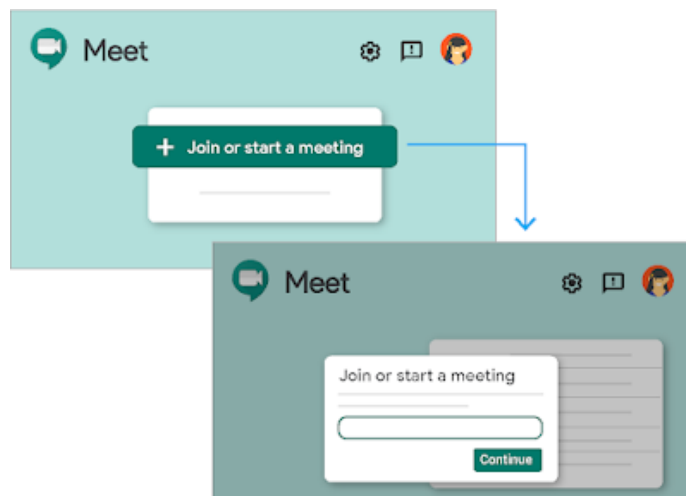 Meet
+ Join or start a meeting
Meet
Join or start a meeting
Continue